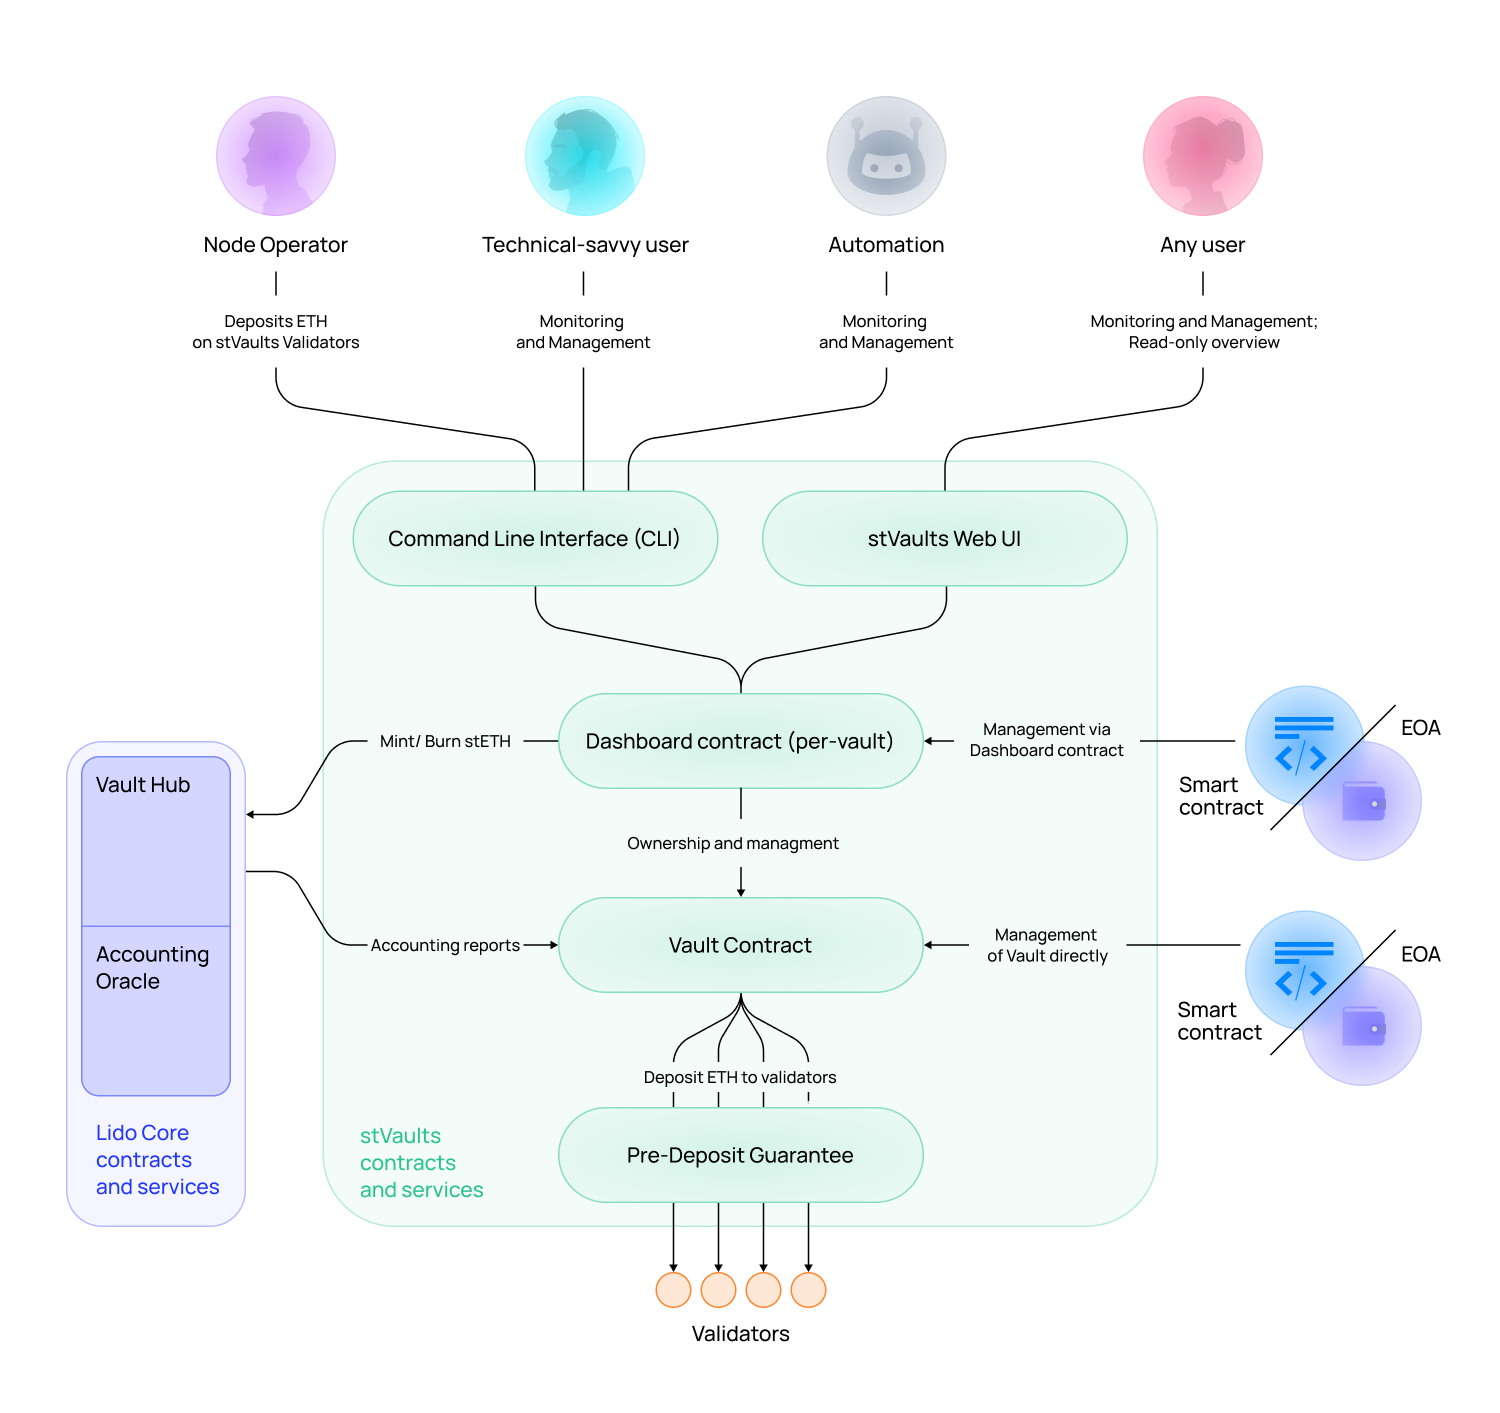 Node Operator
Technical-savvy user
Automation
Any user
Deposits ETH
on stVaults Validators
Monitoring
and Management
Monitoring
and Management
Monitoring and Management;
Read-only overview
Command Line Interface (CLI)
stVaults Web UI
Mint/ Burn stETH
Dashboard contract (per-vault)
Management via
Dashboard contract
Smart
contract
EOA
Vault Hub
Ownership and managment
Accounting
Oracle
Accounting reports
Vault Contract
Management
of Vault directly
Smart
contract
EOA
Deposit ETH to validators
Pre-Deposit Guarantee
Lido Core
contracts
and services
stVaults
contracts
and services
Validators